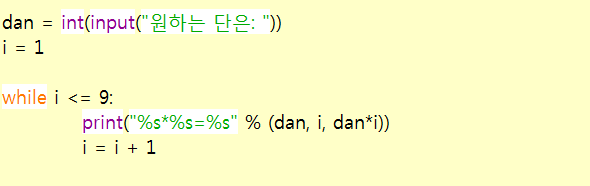 dan = int(input("원하는 단은: "))
i = 1
while i <= 9:
print("%s*%s=%s" % (dan, i, dan*i))
i = i + 1